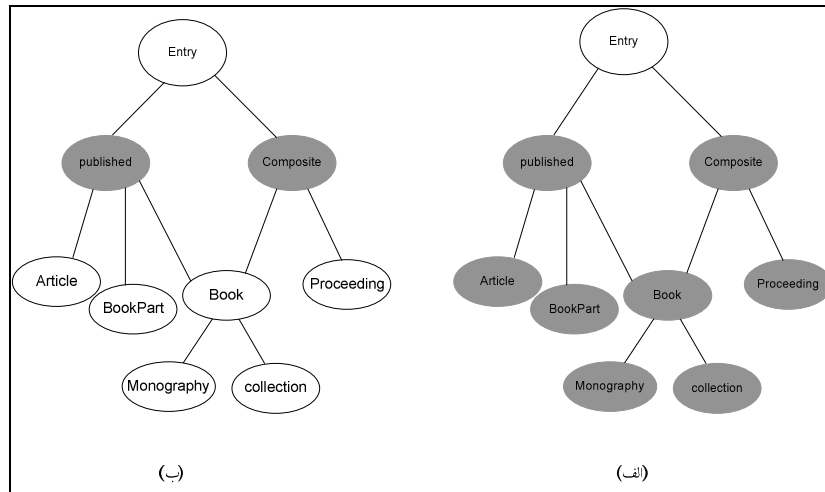 Entry
published
Composite
Article
BookPart
Book
Proceeding
Monography
collection
(ب)
Entry
published
Composite
Article
BookPart
Book
Proceeding
Monography
collection
(الف)